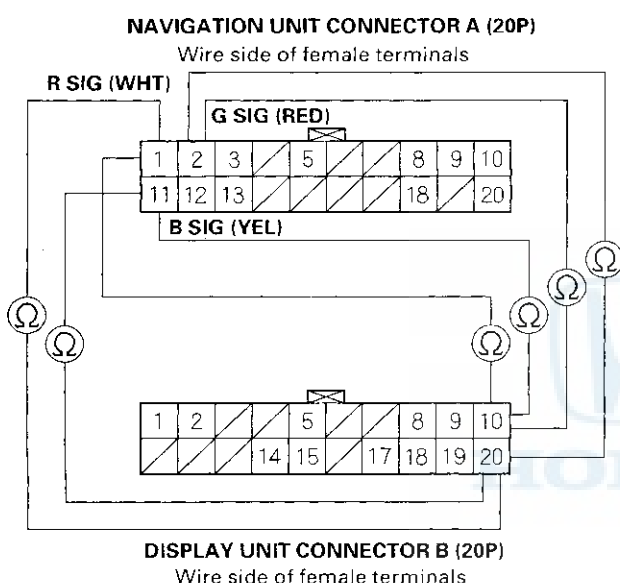 NAVIGATION UNIT CONNECTOR A (20P)
Wire side of female terminals
R SIG (WHT)
G SIG (RED)
1 2 3 5 8 9 10
11 12 13 18 20
B SIG (YEL)
Ω Ω Ω Ω Ω Ω
1 2 5 8 9 10
14 15 17 18 19 20
DISPLAY UNIT CONNECTOR B (20P)
Wire side of female terminals